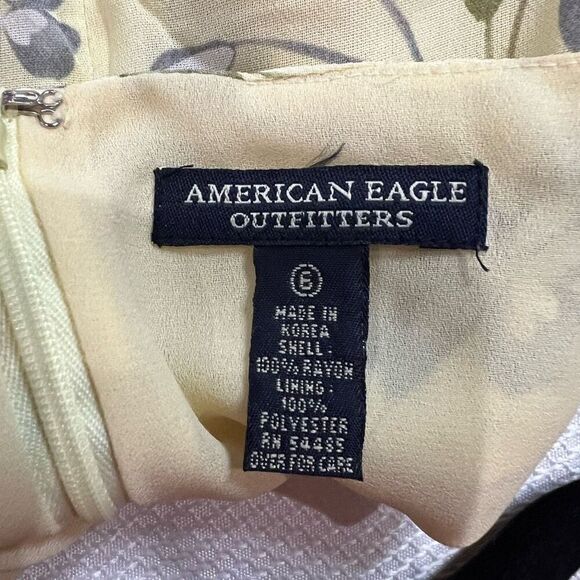 AMERICAN EAGLE
OUTFITTERS
6
MADE IN
KOREA
SHELL -
100% RAYON
LINING -
100%
POLYESTER
RN 54485
OVER FOR CARE